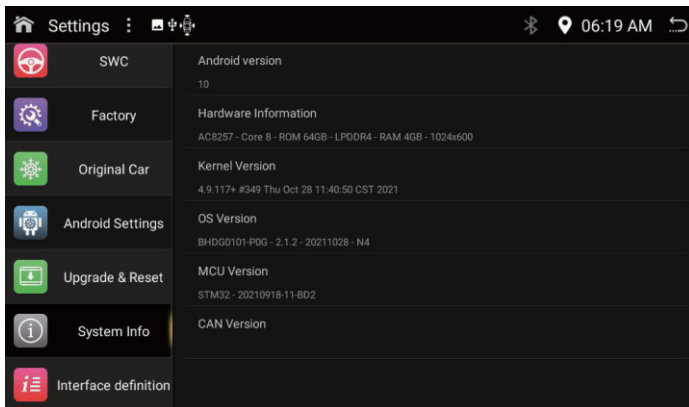 Settings
06:19 AM
SWC
Factory
Original Car
Android Settings
Upgrade & Reset
System Info
Interface definition
Android version
10
Hardware Information
AC8257 - Core 8 - ROM 64GB - LPDDR4 - RAM 4GB - 1024x600
Kernel Version
4.9.117+ #349 Thu Oct 28 11:40:50 CST 2021
OS Version
BHDG0101-P0G - 2.1.2 - 20211028 - N4
MCU Version
STM32 - 20210918-11-BD2
CAN Version